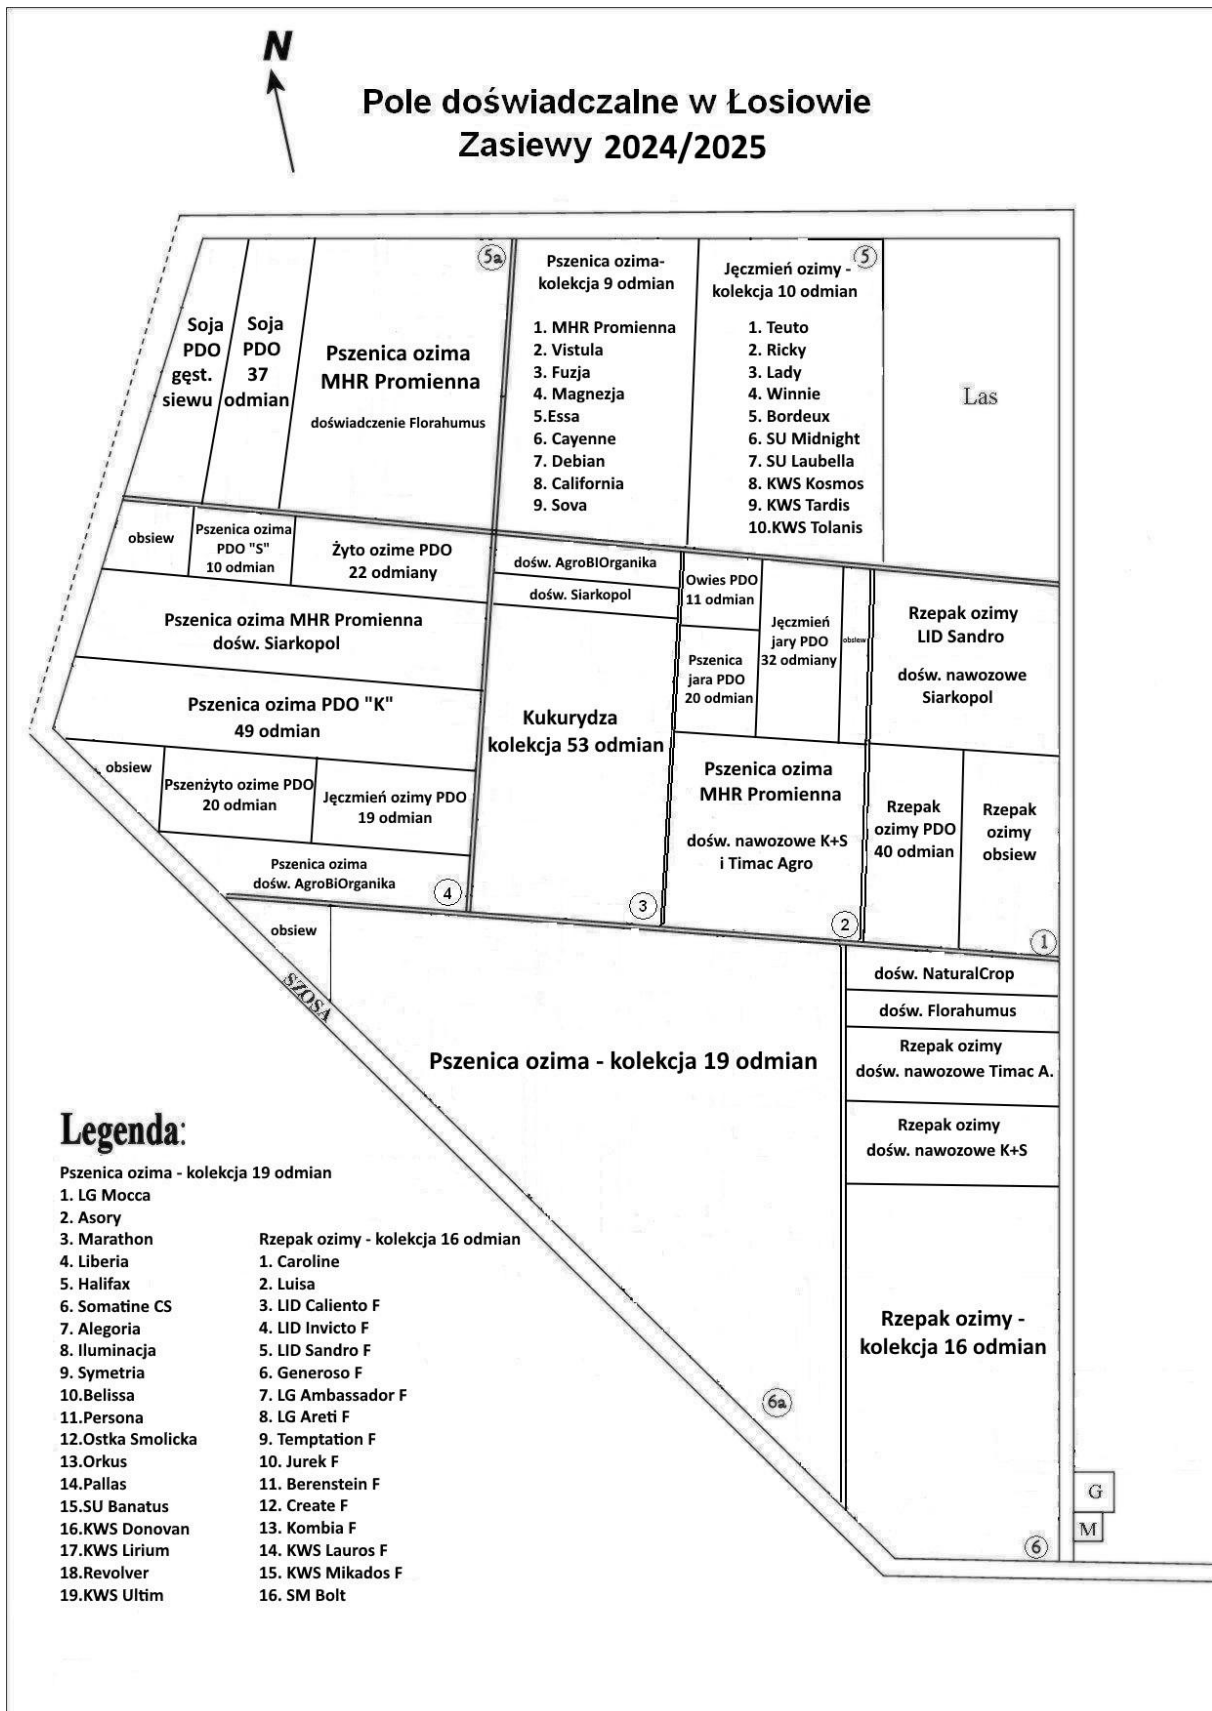 N
Pole doświadczalne w Łosiowie
Zasiewy 2024/2025
Soja
PDO
gęst.
siewu
Soja
PDO
37
odmian
Pszenica ozima
MHR Promienna
doświadczenie Florahumus
5a
Pszenica ozima-
kolekcja 9 odmian
1. MHR Promienna
2. Vistula
3. Fuzja
4. Magnezja
5.Essa
6. Cayenne
7. Debian
8. California
9. Sova
Jęczmień ozimy -
kolekcja 10 odmian
5
1. Teuto
2. Ricky
3. Lady
4. Winnie
5. Bordeux
6. SU Midnight
7. SU Laubella
8. KWS Kosmos
9. KWS Tardis
10.KWS Tolanis
Las
obsiew
Pszenica ozima
PDO "S"
10 odmian
Żyto ozime PDO
22 odmiany
Pszenica ozima MHR Promienna
dośw. Siarkopol
Pszenica ozima PDO "K"
49 odmian
obsiew
Pszenżyto ozime PDO
20 odmian
Jęczmień ozimy PDO
19 odmian
Pszenica ozima
dośw. AgroBiOrganika
4
dośw. AgroBIOrganika
dośw. Siarkopol
Kukurydza
kolekcja 53 odmian
3
Owies PDO
11 odmian
Pszenica
jara PDO
20 odmian
Jęczmień
jary PDO
32 odmiany
obsiew
Pszenica ozima
MHR Promienna
dośw. nawozowe K+S
i Timac Agro
2
Rzepak ozimy
LID Sandro
dośw. nawozowe
Siarkopol
Rzepak
ozimy PDO
40 odmian
Rzepak
ozimy
obsiew
1
obsiew
SZOSA
Pszenica ozima - kolekcja 19 odmian
6a
dośw. NaturalCrop
dośw. Florahumus
Rzepak ozimy
dośw. nawozowe Timac A.
Rzepak ozimy
dośw. nawozowe K+S
Rzepak ozimy -
kolekcja 16 odmian
6
G
M
Legenda:
Pszenica ozima - kolekcja 19 odmian
1. LG Mocca
2. Asory
3. Marathon
4. Liberia
5. Halifax
6. Somatine CS
7. Alegoria
8. Iluminacja
9. Symetria
10.Belissa
11.Persona
12.Ostka Smolicka
13.Orkus
14.Pallas
15.SU Banatus
16.KWS Donovan
17.KWS Lirium
18.Revolver
19.KWS Ultim
Rzepak ozimy - kolekcja 16 odmian
1. Caroline
2. Luisa
3. LID Caliento F
4. LID Invicto F
5. LID Sandro F
6. Generoso F
7. LG Ambassador F
8. LG Areti F
9. Temptation F
10. Jurek F
11. Berenstein F
12. Create F
13. Kombia F
14. KWS Lauros F
15. KWS Mikados F
16. SM Bolt